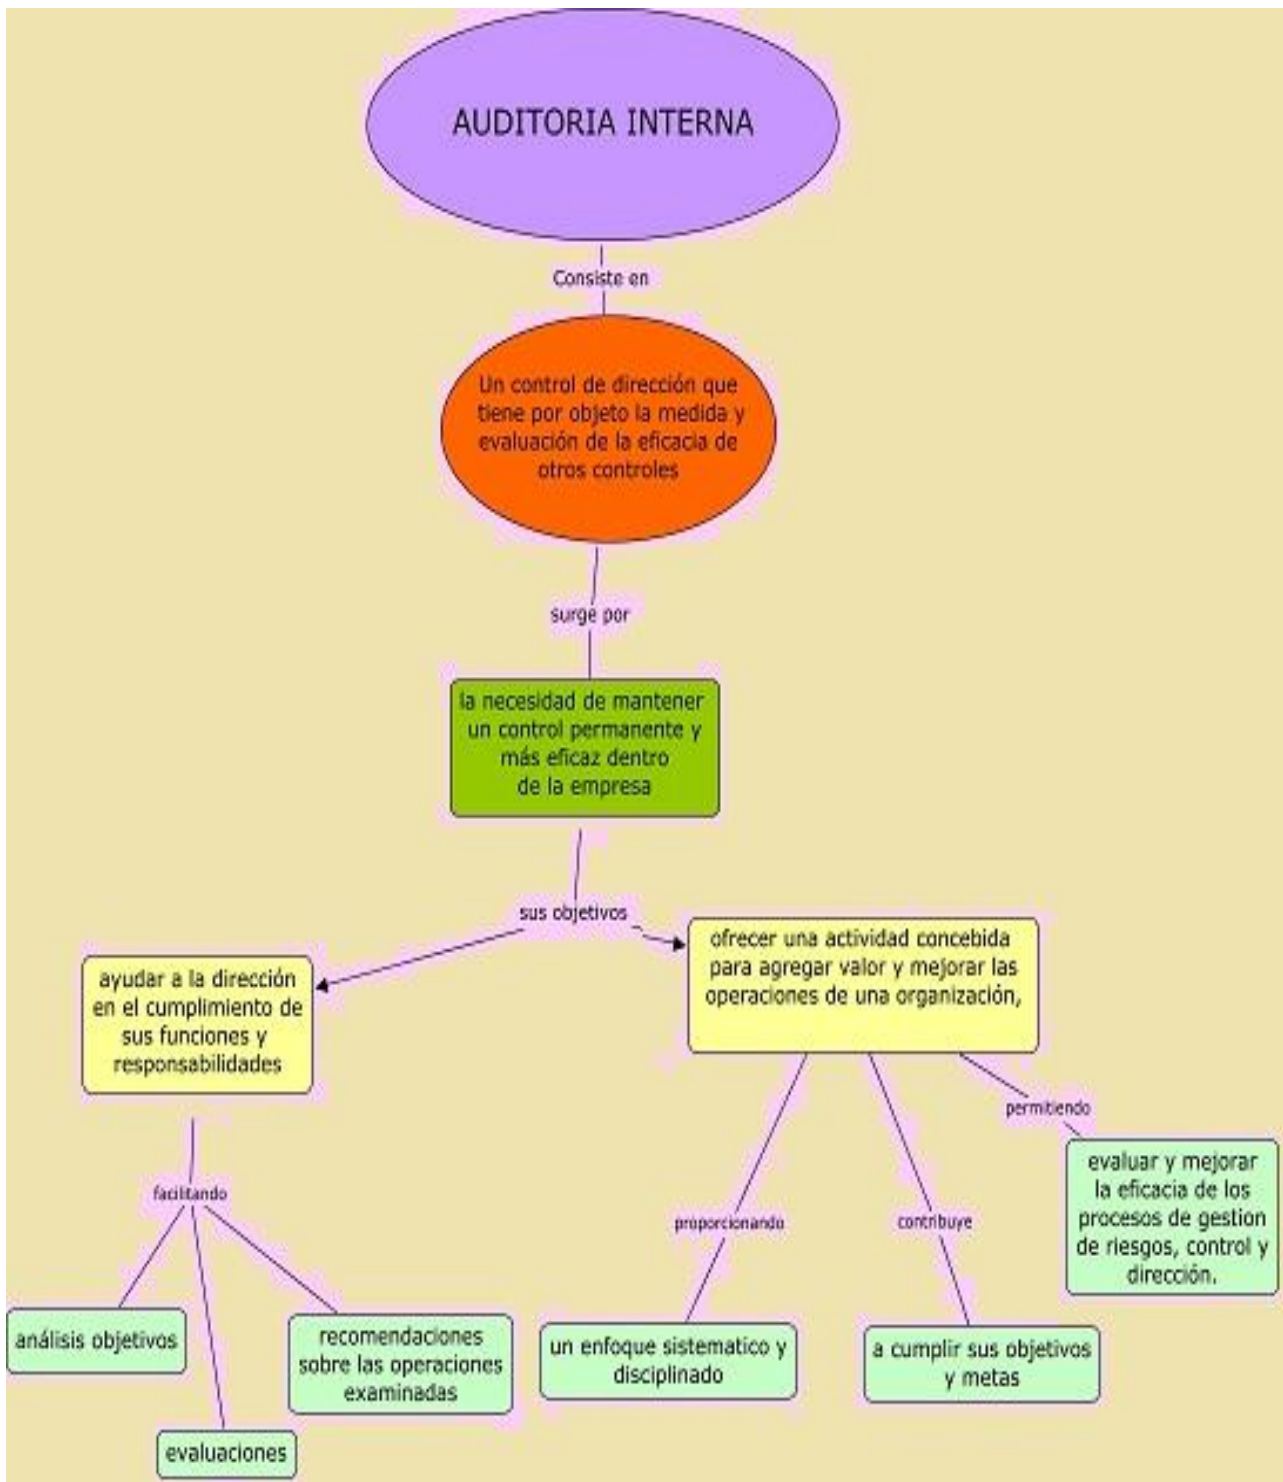 AUDITORIA INTERNA
Consiste en
Un control de dirección que
tiene por objeto la medida y
evaluación de la eficacia de
otros controles
surge por
la necesidad de mantener
un control permanente y
más eficaz dentro
de la empresa
sus objetivos
ayudar a la dirección
en el cumplimiento de
sus funciones y
responsabilidades
ofrecer una actividad concebida
para agregar valor y mejorar las
operaciones de una organización,
facilitando
análisis objetivos
evaluaciones
recomendaciones
sobre las operaciones
examinadas
proporcionando
un enfoque sistematico y
disciplinado
contribuye
a cumplir sus objetivos
y metas
permitiendo
evaluar y mejorar
la eficacia de los
procesos de gestion
de riesgos, control y
dirección.